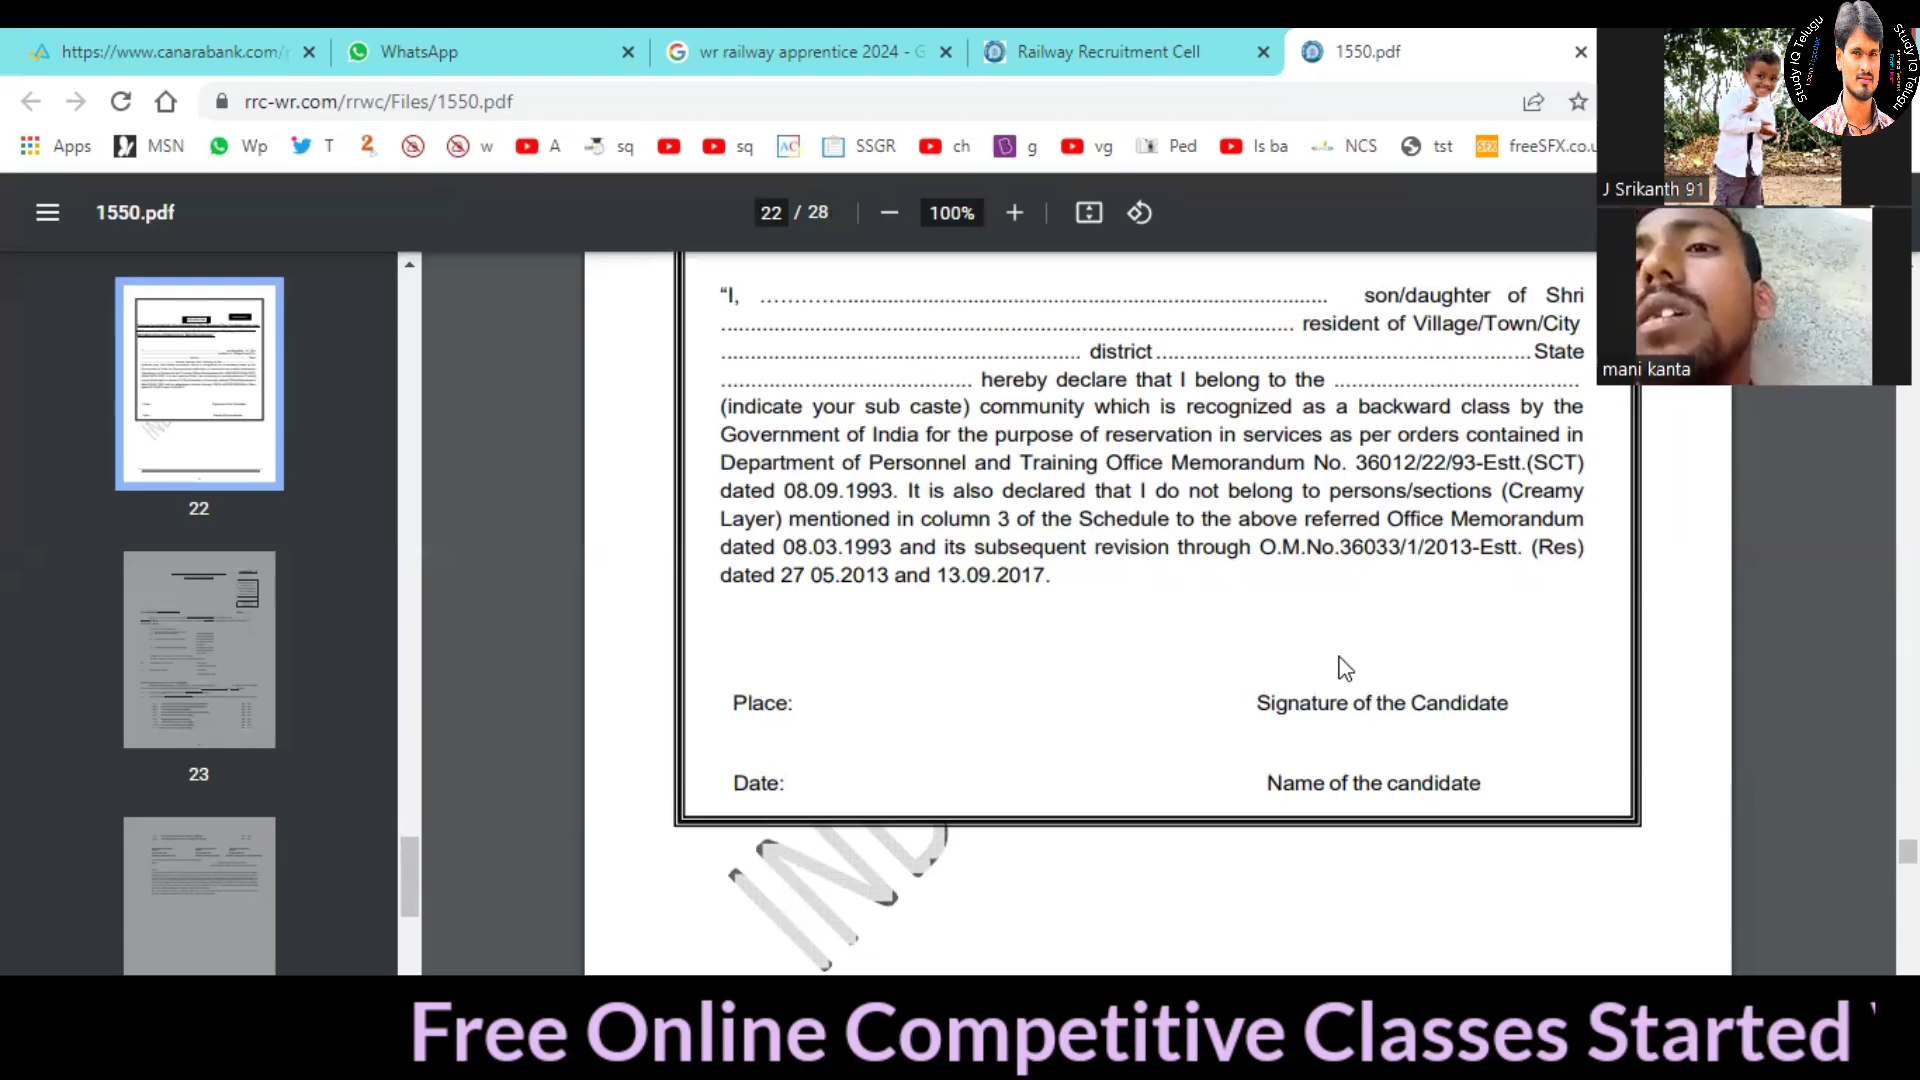 https://www.canarabank.com/
WhatsApp
wr railway apprentice 2024 - G
Railway Recruitment Cell
1550.pdf
rrc-wr.com/rrwc/Files/1550.pdf
Apps
MSN
Wp
T
w
A
sq
sq
AC
SSGR
ch
g
vg
Ped
ls ba
NCS
tst
SFX
freeSFX.co.u
Study IQ Telugu
Study IQ Telugu
J Srikanth 91
mani kanta
1550.pdf
22 / 28
100%
22
23
“I, ……….................................................................................... son/daughter of Shri
................................................................................................ resident of Village/Town/City
............................................................ district...............................................................State
.......................................... hereby declare that I belong to the .........................................
(indicate your sub caste) community which is recognized as a backward class by the
Government of India for the purpose of reservation in services as per orders contained in
Department of Personnel and Training Office Memorandum No. 36012/22/93-Estt.(SCT)
dated 08.09.1993. It is also declared that I do not belong to persons/sections (Creamy
Layer) mentioned in column 3 of the Schedule to the above referred Office Memorandum
dated 08.03.1993 and its subsequent revision through O.M.No.36033/1/2013-Estt. (Res)
dated 27 05.2013 and 13.09.2017.
Place:
Signature of the Candidate
Date:
Name of the candidate
IND
Free Online Competitive Classes Started